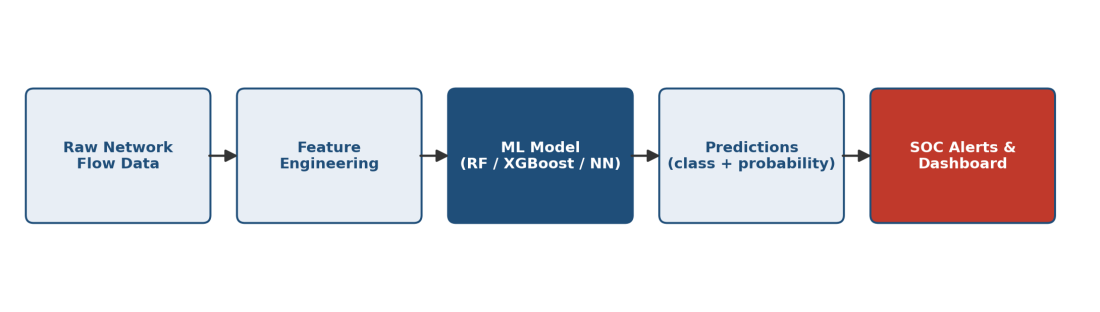 Raw Network
Flow Data
Feature
Engineering
ML Model
(RF / XGBoost / NN)
Predictions
(class + probability)
SOC Alerts &
Dashboard